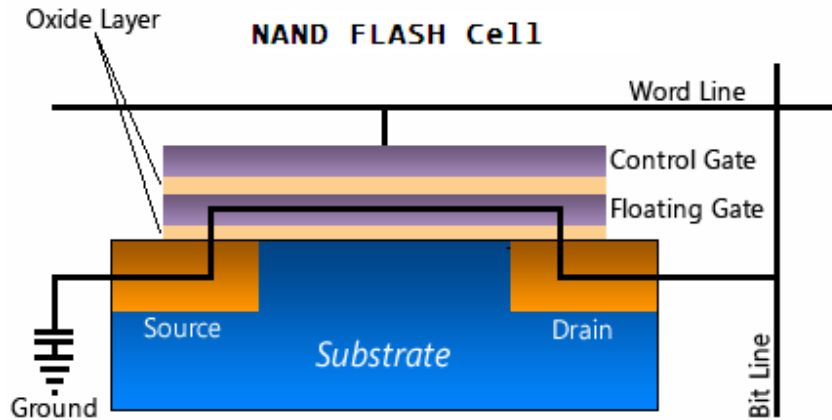 Oxide Layer
NAND FLASH Cell
Word Line
Control Gate
Floating Gate
Source
Drain
Substrate
Ground
Bit Line